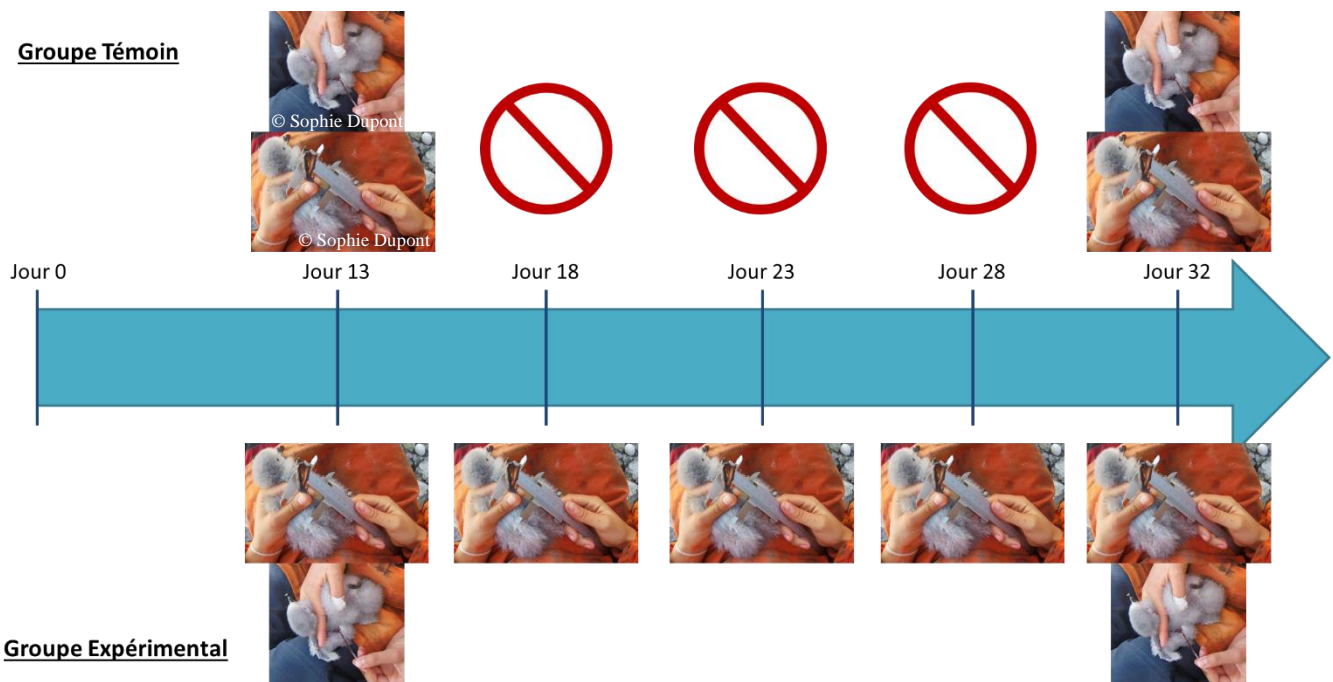 Groupe Témoin
© Sophie Dupont
© Sophie Dupont
Jour 0
Jour 13
Jour 18
Jour 23
Jour 28
Jour 32
Groupe Expérimental